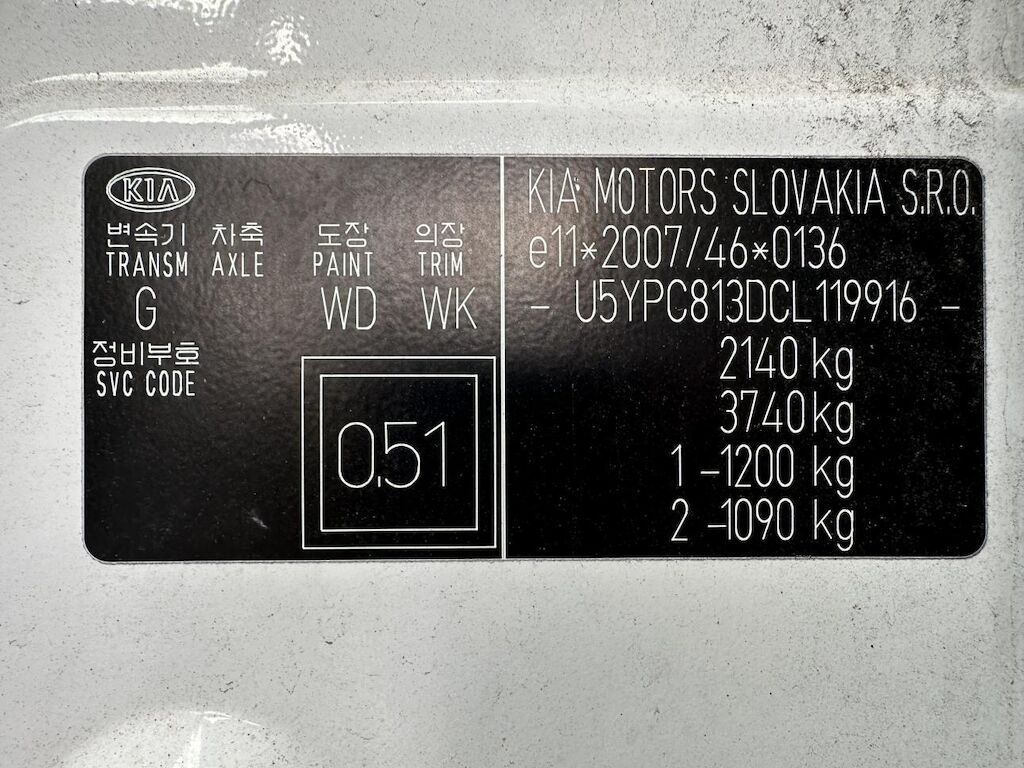 KIA
변속기 차축 도장 의장
TRANSM AXLE PAINT TRIM
G WD WK
정비부호
SVC CODE
0.51
KIA MOTORS SLOVAKIA S.R.O.
e11*2007/46*0136
- U5YPC813DCL119916 -
2140 kg
3740 kg
1 -1200 kg
2 -1090 kg